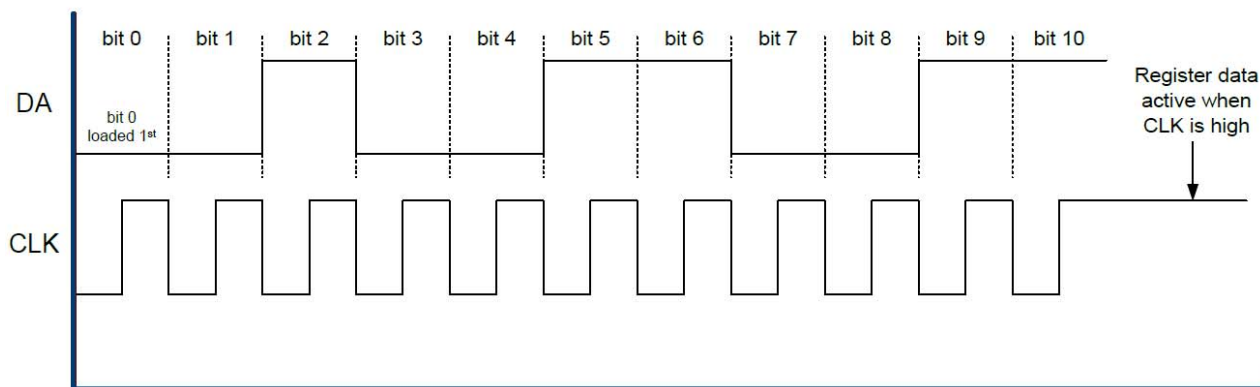 bit 0 bit 1 bit 2 bit 3 bit 4 bit 5 bit 6 bit 7 bit 8 bit 9 bit 10
DA
bit 0
loaded 1st
Register data
active when
CLK is high
CLK